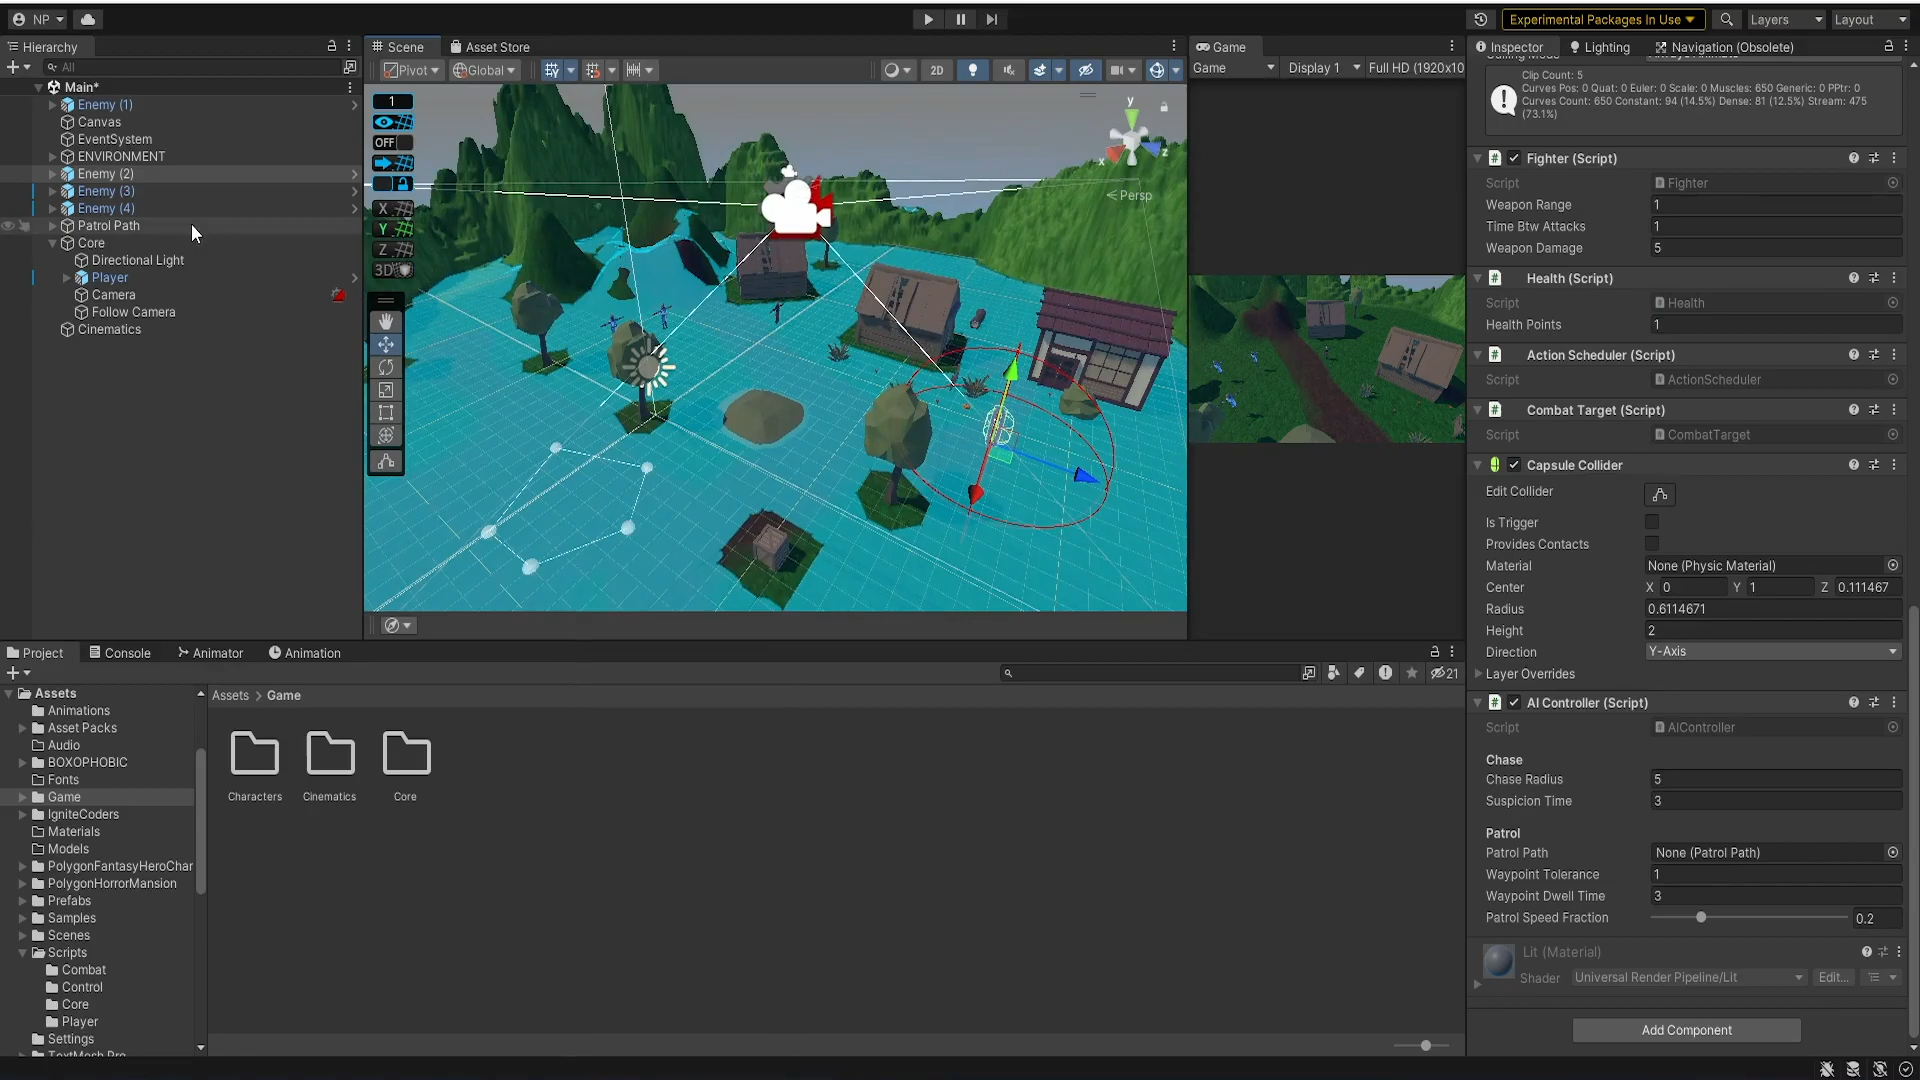 NP
Experimental Packages In Use
Layers
Layout
Hierarchy
All
Main*
Enemy (1)
Canvas
EventSystem
ENVIRONMENT
Enemy (2)
Enemy (3)
Enemy (4)
Patrol Path
Core
Directional Light
Player
Camera
Follow Camera
Cinematics
Scene
Asset Store
Pivot
Global
2D
1
OFF
X
Y
Z
3D
y
x
z
< Persp
Game
Game
Display 1
Full HD (1920x10
Inspector
Lighting
Navigation (Obsolete)
Clip Count: 5
Curves Pos: 0 Quat: 0 Euler: 0 Scale: 0 Muscles: 650 Generic: 0 PPtr: 0
Curves Count: 650 Constant: 94 (14.5%) Dense: 81 (12.5%) Stream: 475
(73.1%)
Fighter (Script)
Script
Fighter
Weapon Range
1
Time Btw Attacks
1
Weapon Damage
5
Health (Script)
Script
Health
Health Points
1
Action Scheduler (Script)
Script
ActionScheduler
Combat Target (Script)
Script
CombatTarget
Capsule Collider
Edit Collider
Is Trigger
Provides Contacts
Material
None (Physic Material)
Center
X 0
Y 1
Z 0.111467
Radius
0.6114671
Height
2
Direction
Y-Axis
Layer Overrides
AI Controller (Script)
Script
AIController
Chase
Chase Radius
5
Suspicion Time
3
Patrol
Patrol Path
None (Patrol Path)
Waypoint Tolerance
1
Waypoint Dwell Time
3
Patrol Speed Fraction
0.2
Lit (Material)
Shader
Universal Render Pipeline/Lit
Edit...
Add Component
Project
Console
Animator
Animation
21
Assets
Animations
Asset Packs
Audio
BOXOPHOBIC
Fonts
Game
IgniteCoders
Materials
Models
PolygonFantasyHeroChar
PolygonHorrorMansion
Prefabs
Samples
Scenes
Scripts
Combat
Control
Core
Player
Settings
TextMesh Pro
Assets > Game
Characters
Cinematics
Core